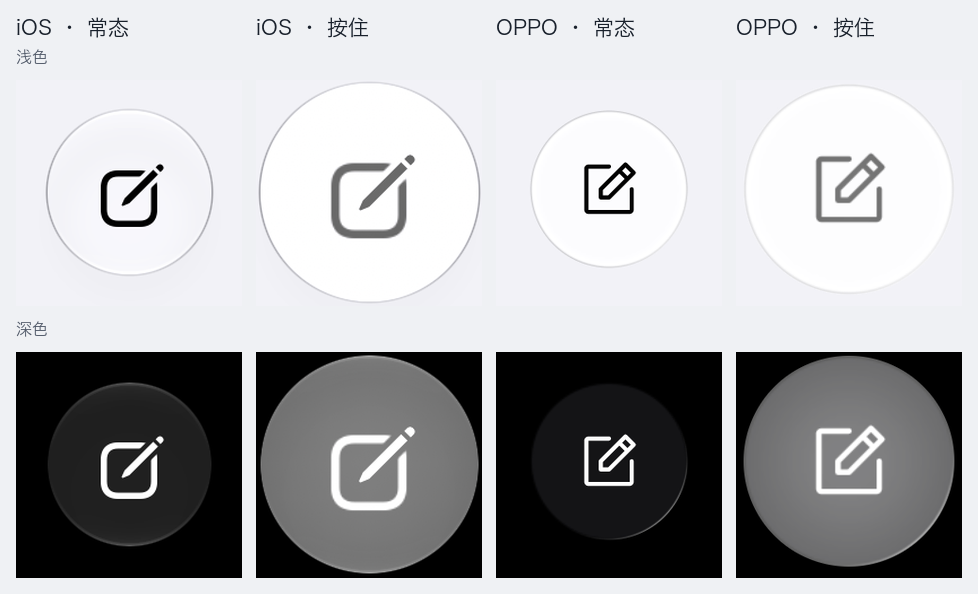 iOS · 常态
iOS · 按住
OPPO · 常态
OPPO · 按住
浅色
深色